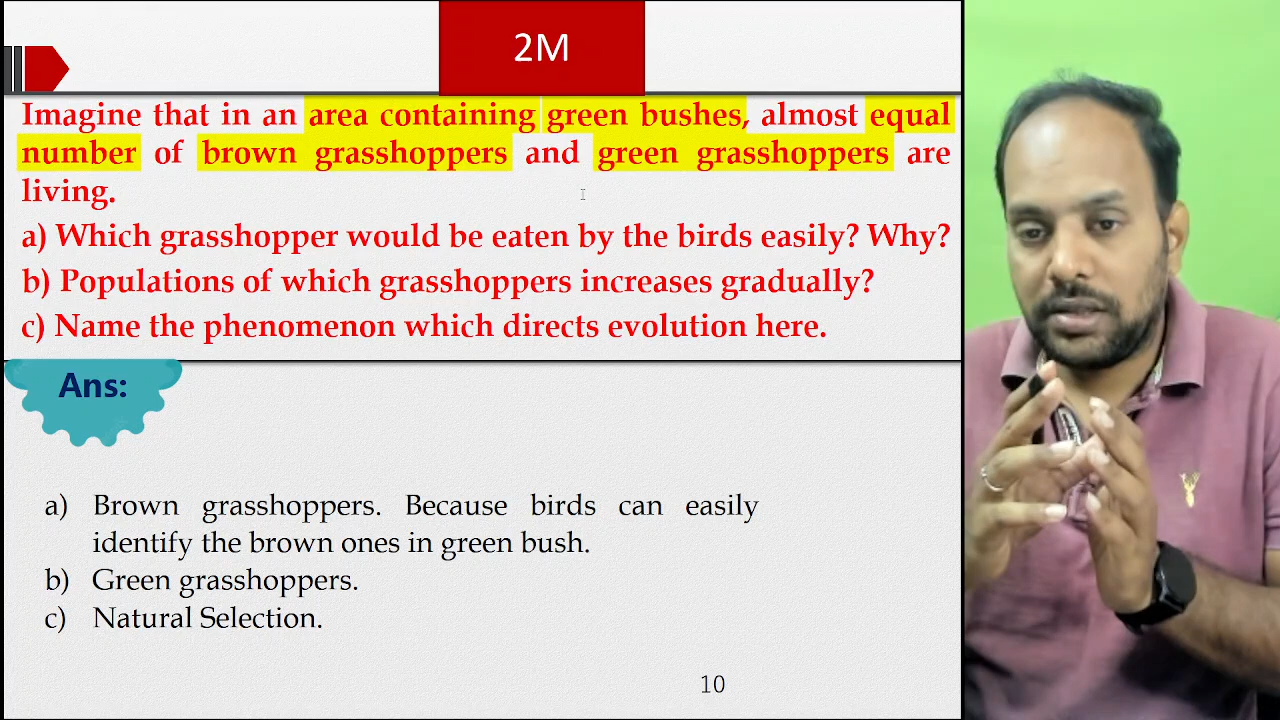 2M
Imagine that in an area containing green bushes, almost equal
number of brown grasshoppers and green grasshoppers are
living.
a) Which grasshopper would be eaten by the birds easily? Why?
b) Populations of which grasshoppers increases gradually?
c) Name the phenomenon which directs evolution here.
Ans:
a) Brown grasshoppers. Because birds can easily
identify the brown ones in green bush.
b) Green grasshoppers.
c) Natural Selection.
10